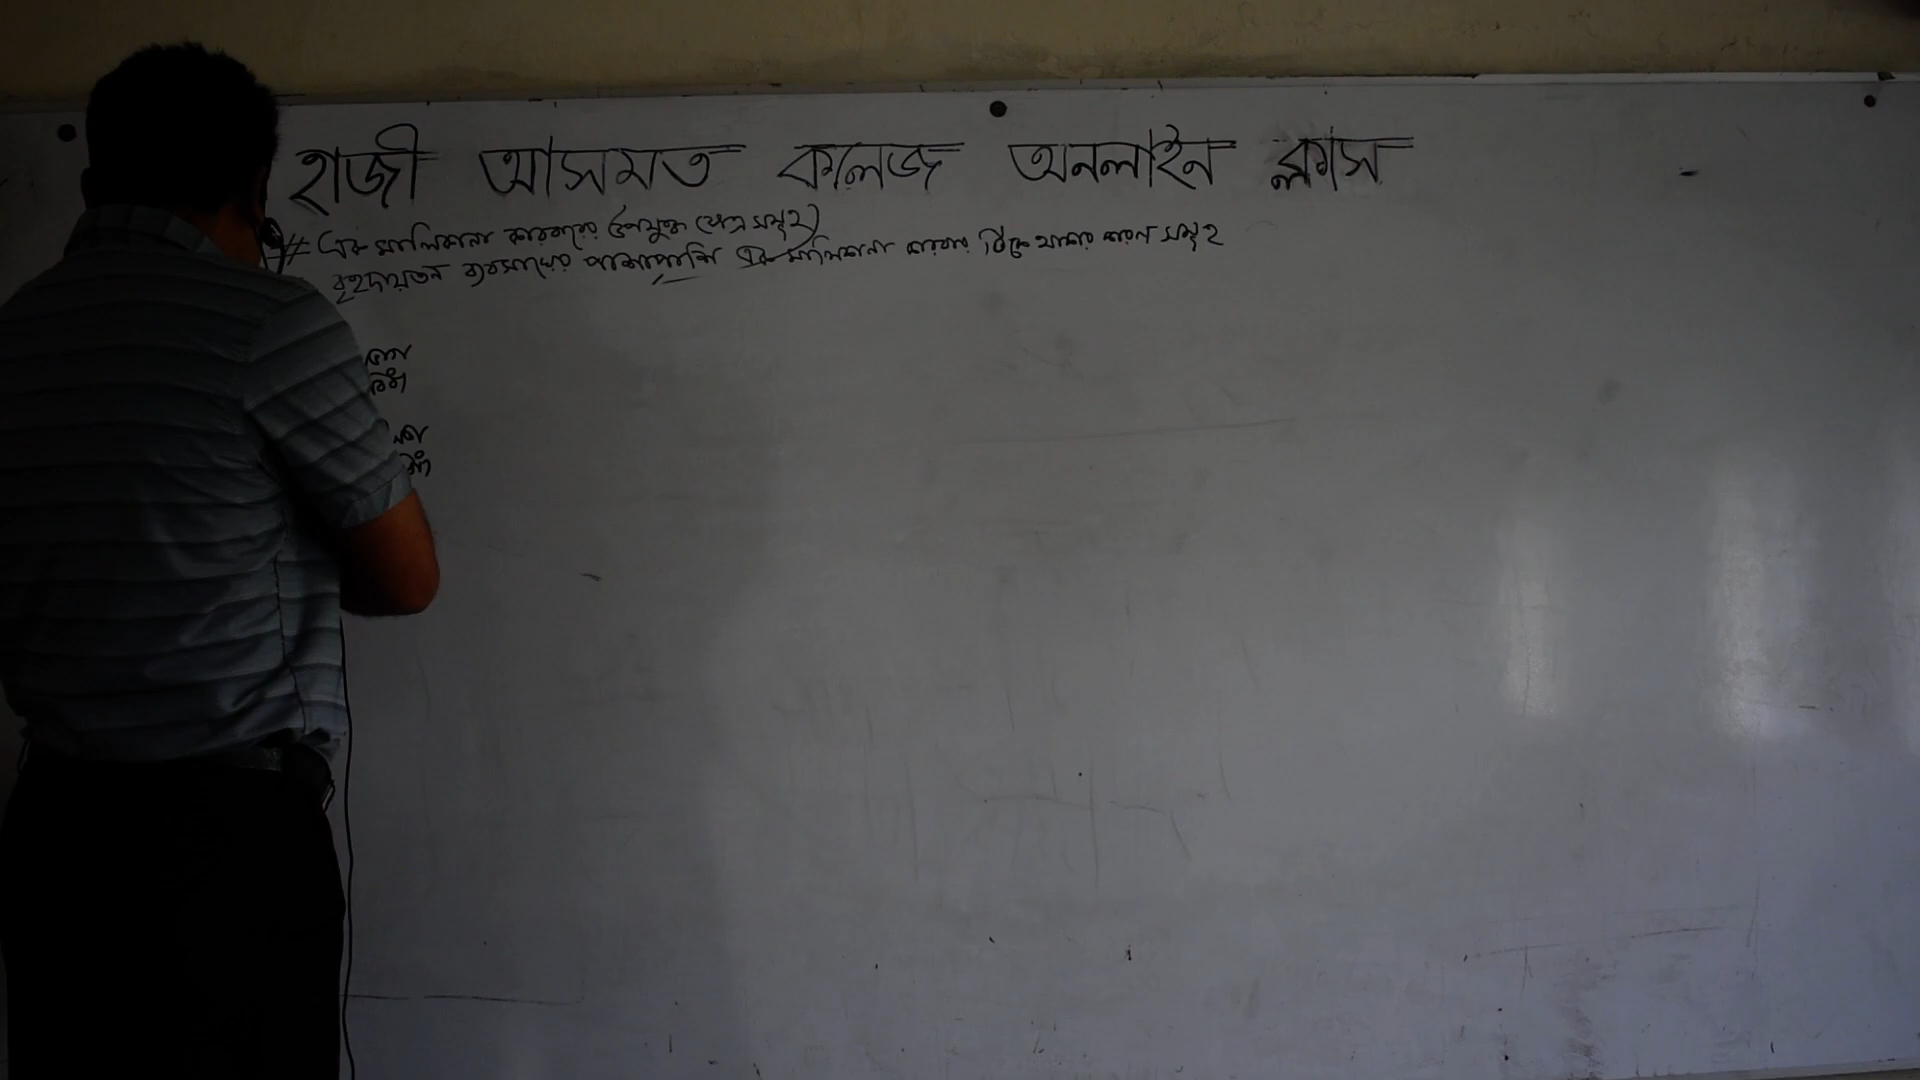 হাজী আসমত কলেজ অনলাইন ক্লাস
# এক মালিকানা কারবারের উপযুক্ত ক্ষেত্র সমূহ)
বৃহদায়তন ব্যবসায়ের পাশাপাশি এক মালিকানা কারবার টিকে থাকার কারণ সমূহ